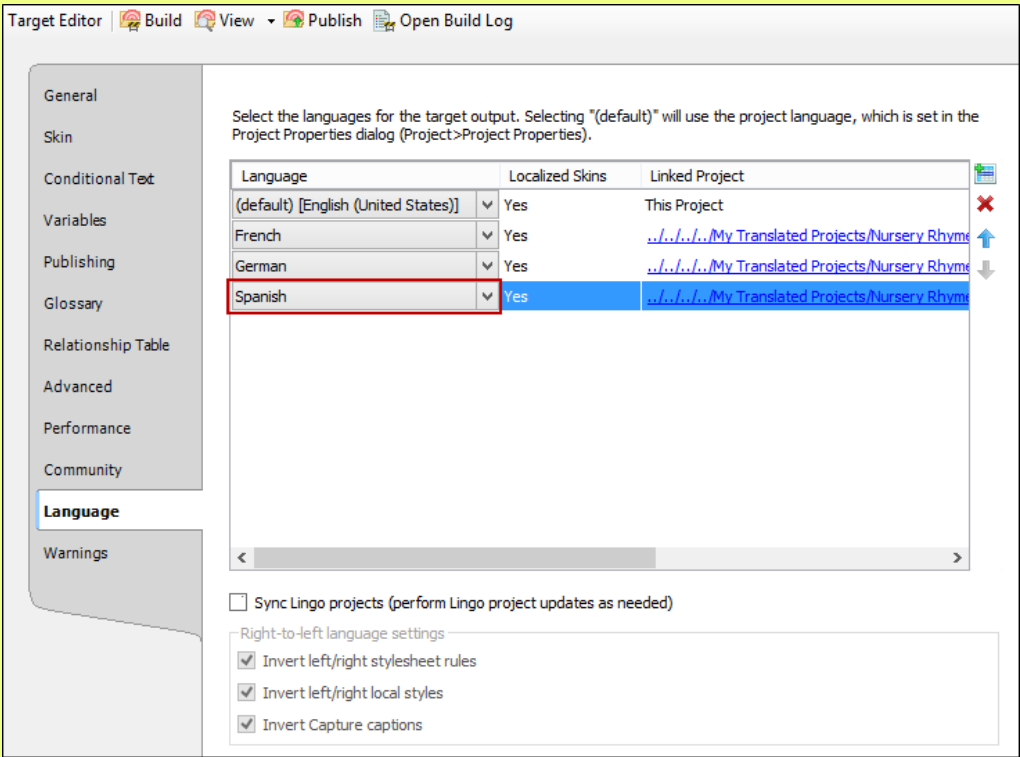 Target Editor Build View Publish Open Build Log
General
Skin
Conditional Text
Variables
Publishing
Glossary
Relationship Table
Advanced
Performance
Community
Language
Warnings
Select the languages for the target output. Selecting "(default)" will use the project language, which is set in the
Project Properties dialog (Project>Project Properties).
Language Localized Skins Linked Project
(default) [English (United States)] Yes This Project
French Yes ../../../../My Translated Projects/Nursery Rhyme
German Yes ../../../../My Translated Projects/Nursery Rhyme
Spanish Yes ../../../../My Translated Projects/Nursery Rhyme
Sync Lingo projects (perform Lingo project updates as needed)
Right-to-left language settings
Invert left/right stylesheet rules
Invert left/right local styles
Invert Capture captions